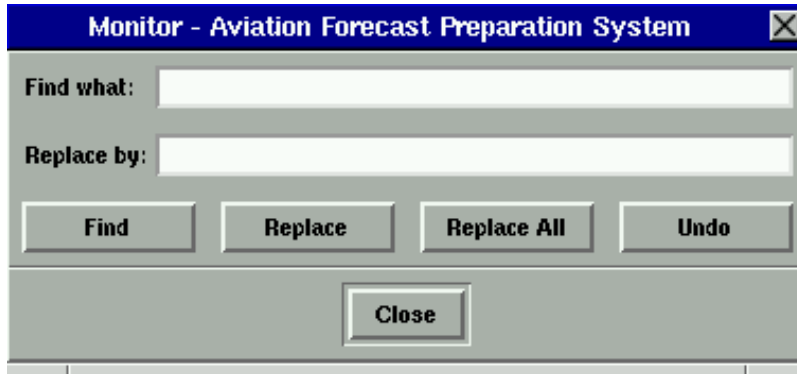 Monitor - Aviation Forecast Preparation System
Find what:
Replace by:
Find Replace Replace All Undo
Close